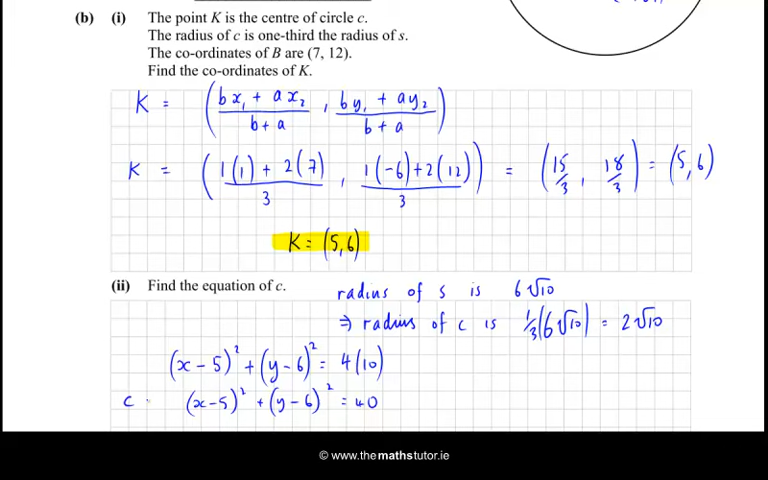 (b) (i) The point K is the centre of circle c.
The radius of c is one-third the radius of s.
The co-ordinates of B are (7, 12).
Find the co-ordinates of K.
K = ( (bx₁ + ax₂)/(b + a) , (by₁ + ay₂)/(b + a) )
K = ( (1(1) + 2(7))/3 , (1(-6) + 2(12))/3 ) = (15/3 , 18/3) = (5, 6)
K = (5, 6)
(ii) Find the equation of c. radius of s is 6√10
⇒ radius of c is 1/3(6√10) = 2√10
(x - 5)² + (y - 6)² = 4(10)
c : (x - 5)² + (y - 6)² = 40
© www.themathstutor.ie